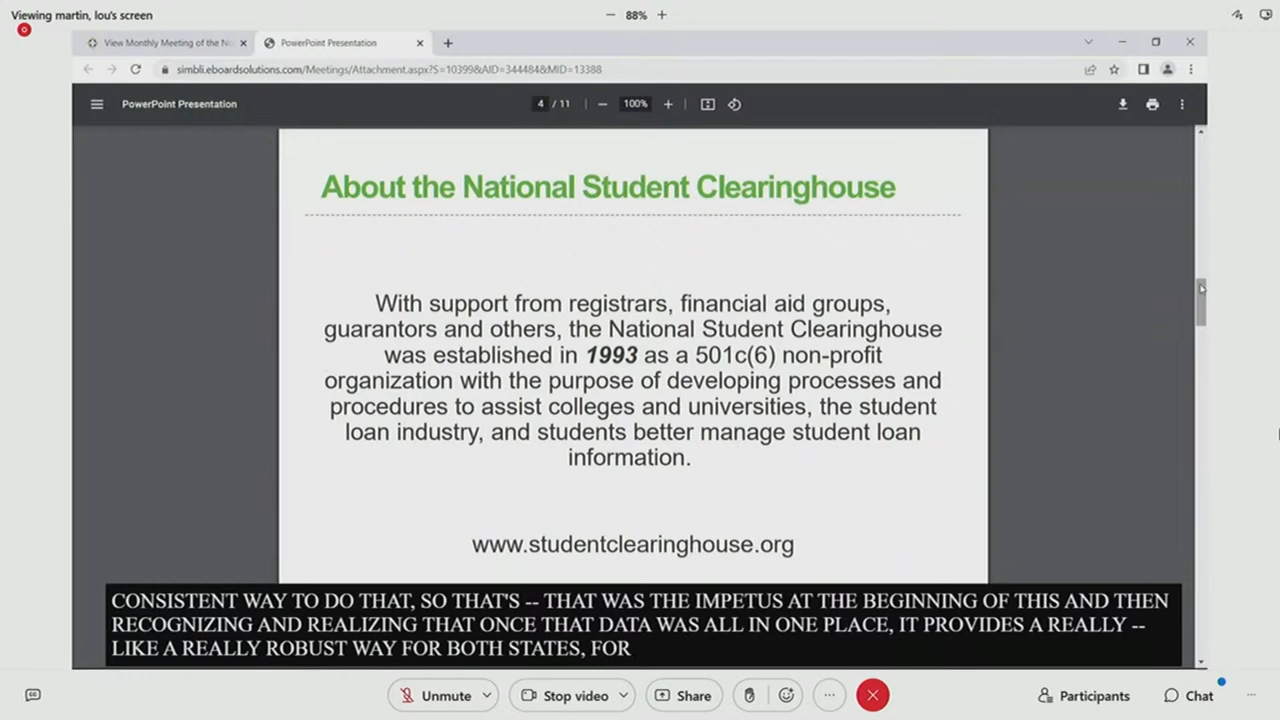 Viewing martin, lou's screen
88%
View Monthly Meeting of the N
PowerPoint Presentation
simbli.eboardsolutions.com/Meetings/Attachment.aspx?S=10399&AID=344484&MID=13388
PowerPoint Presentation
4 / 11
100%
About the National Student Clearinghouse
With support from registrars, financial aid groups,
guarantors and others, the National Student Clearinghouse
was established in 1993 as a 501c(6) non-profit
organization with the purpose of developing processes and
procedures to assist colleges and universities, the student
loan industry, and students better manage student loan
information.
www.studentclearinghouse.org
CONSISTENT WAY TO DO THAT, SO THAT'S -- THAT WAS THE IMPETUS AT THE BEGINNING OF THIS AND THEN
RECOGNIZING AND REALIZING THAT ONCE THAT DATA WAS ALL IN ONE PLACE, IT PROVIDES A REALLY --
LIKE A REALLY ROBUST WAY FOR BOTH STATES, FOR
Unmute
Stop video
Share
Participants
Chat